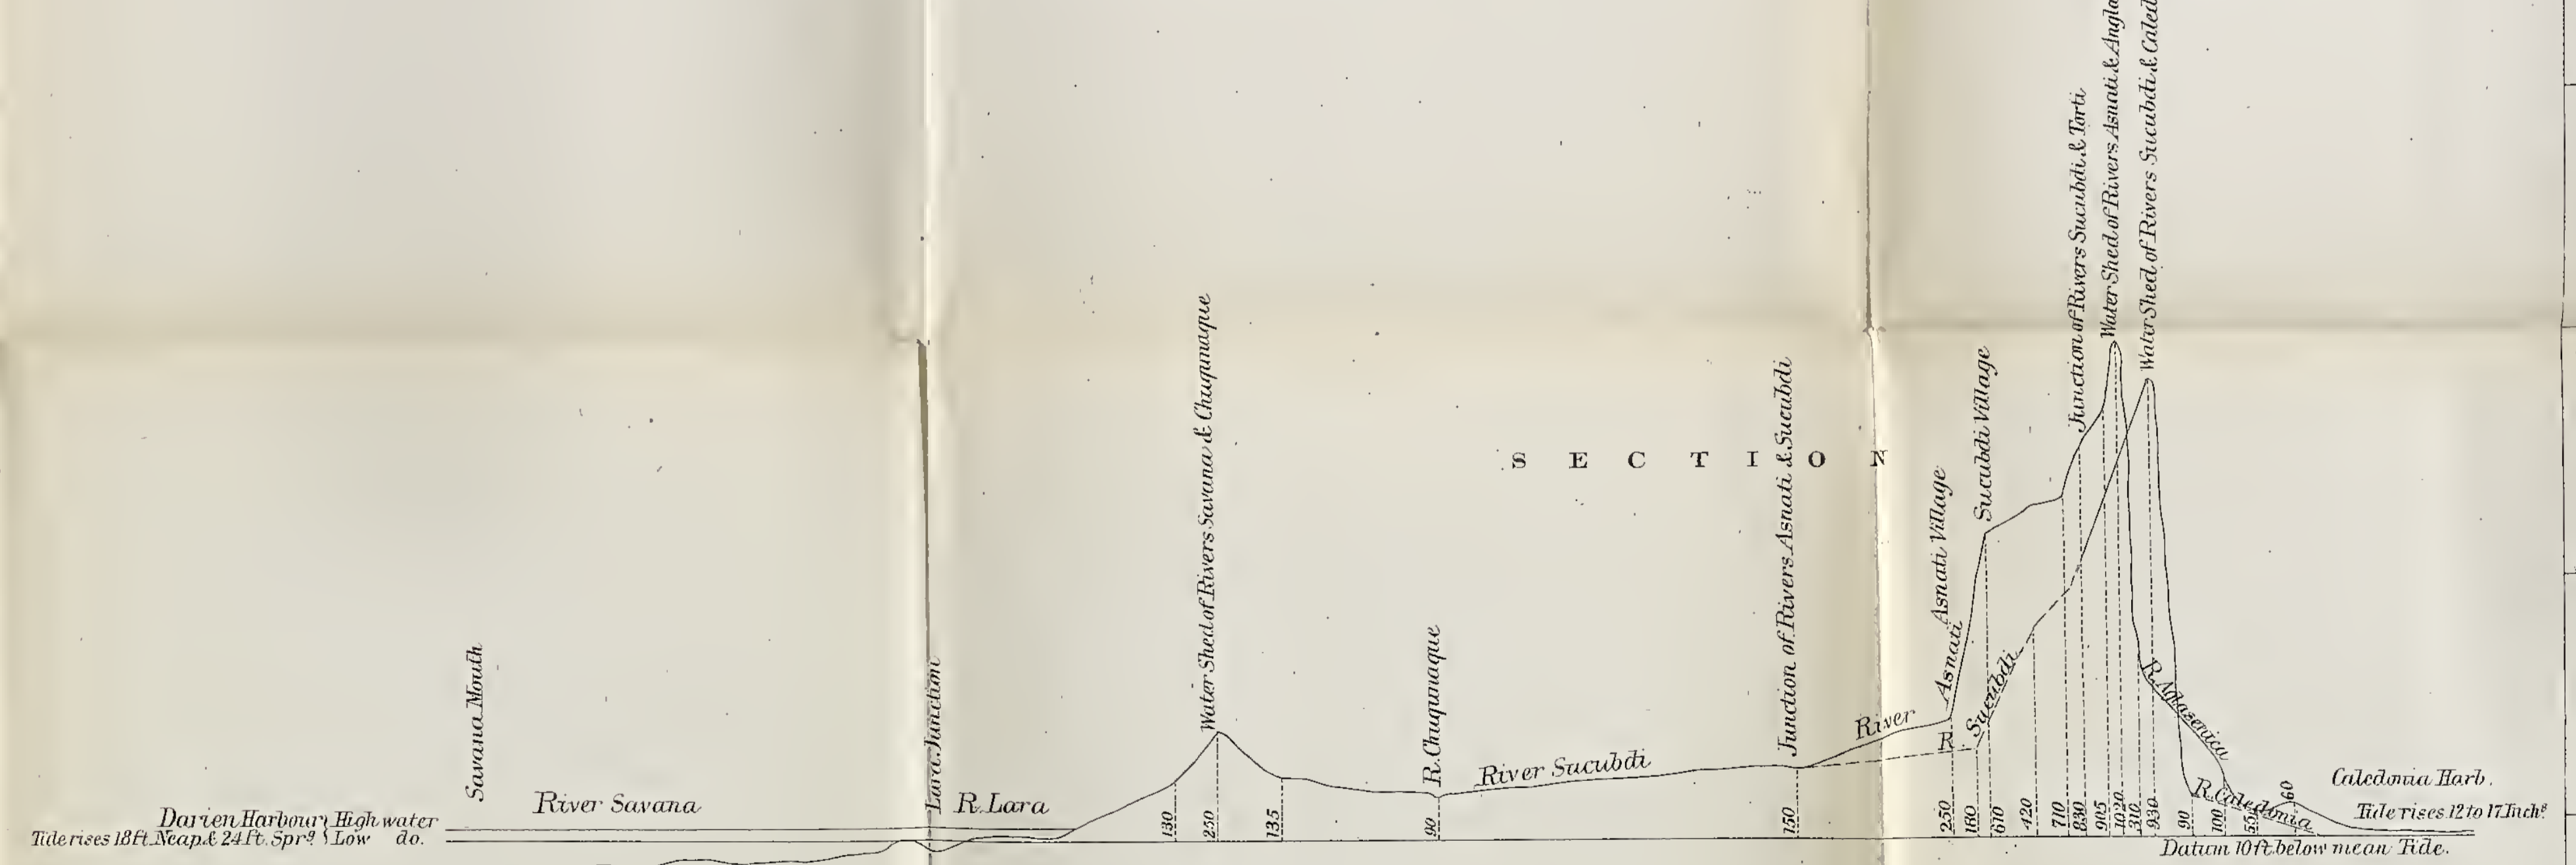 SECTION
Savana Mouth
Lara Junction
Water Shed of Rivers Savana & Chuqunaque
R. Chuqunaque
Junction of Rivers Asnati & Sucubdi
Asnati Village
Sucubdi Village
Junction of Rivers Sucubdi & Torti
Water Shed of Rivers Asnati & Angla
Water Shed of Rivers Sucubdi & Caled
River Savana
R. Lara
River Sucubdi
River Asnati
R. Sucubdi
R. Caledonia
Darien Harbour High water
Tide rises 18 ft. Neap & 24 ft. Sprg. Low do.
130
250
135
90
150
250
160
610
420
710
830
905
1020
310
930
90
100
55
60
Caledonia Harb.
Tide rises 12 to 17 Inchs.
Datum 10 ft. below mean Tide.